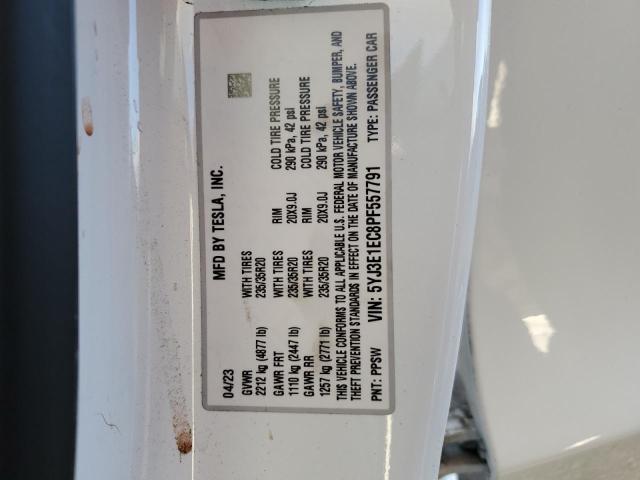 MFD BY TESLA, INC.
04/23
GVWR WITH TIRES RIM COLD TIRE PRESSURE
2212 kg (4877 lb) 235/35R20 20X9.0J 290 kPa, 42 psi
GAWR FRT WITH TIRES RIM COLD TIRE PRESSURE
1110 kg (2447 lb) 235/35R20 20X9.0J 290 kPa, 42 psi
GAWR RR WITH TIRES
1257 kg (2771 lb) 235/35R20
THIS VEHICLE CONFORMS TO ALL APPLICABLE U.S. FEDERAL MOTOR VEHICLE SAFETY, BUMPER, AND
THEFT PREVENTION STANDARDS IN EFFECT ON THE DATE OF MANUFACTURE SHOWN ABOVE.
PNT: PPSW VIN: 5YJ3E1EC8PF557791 TYPE: PASSENGER CAR